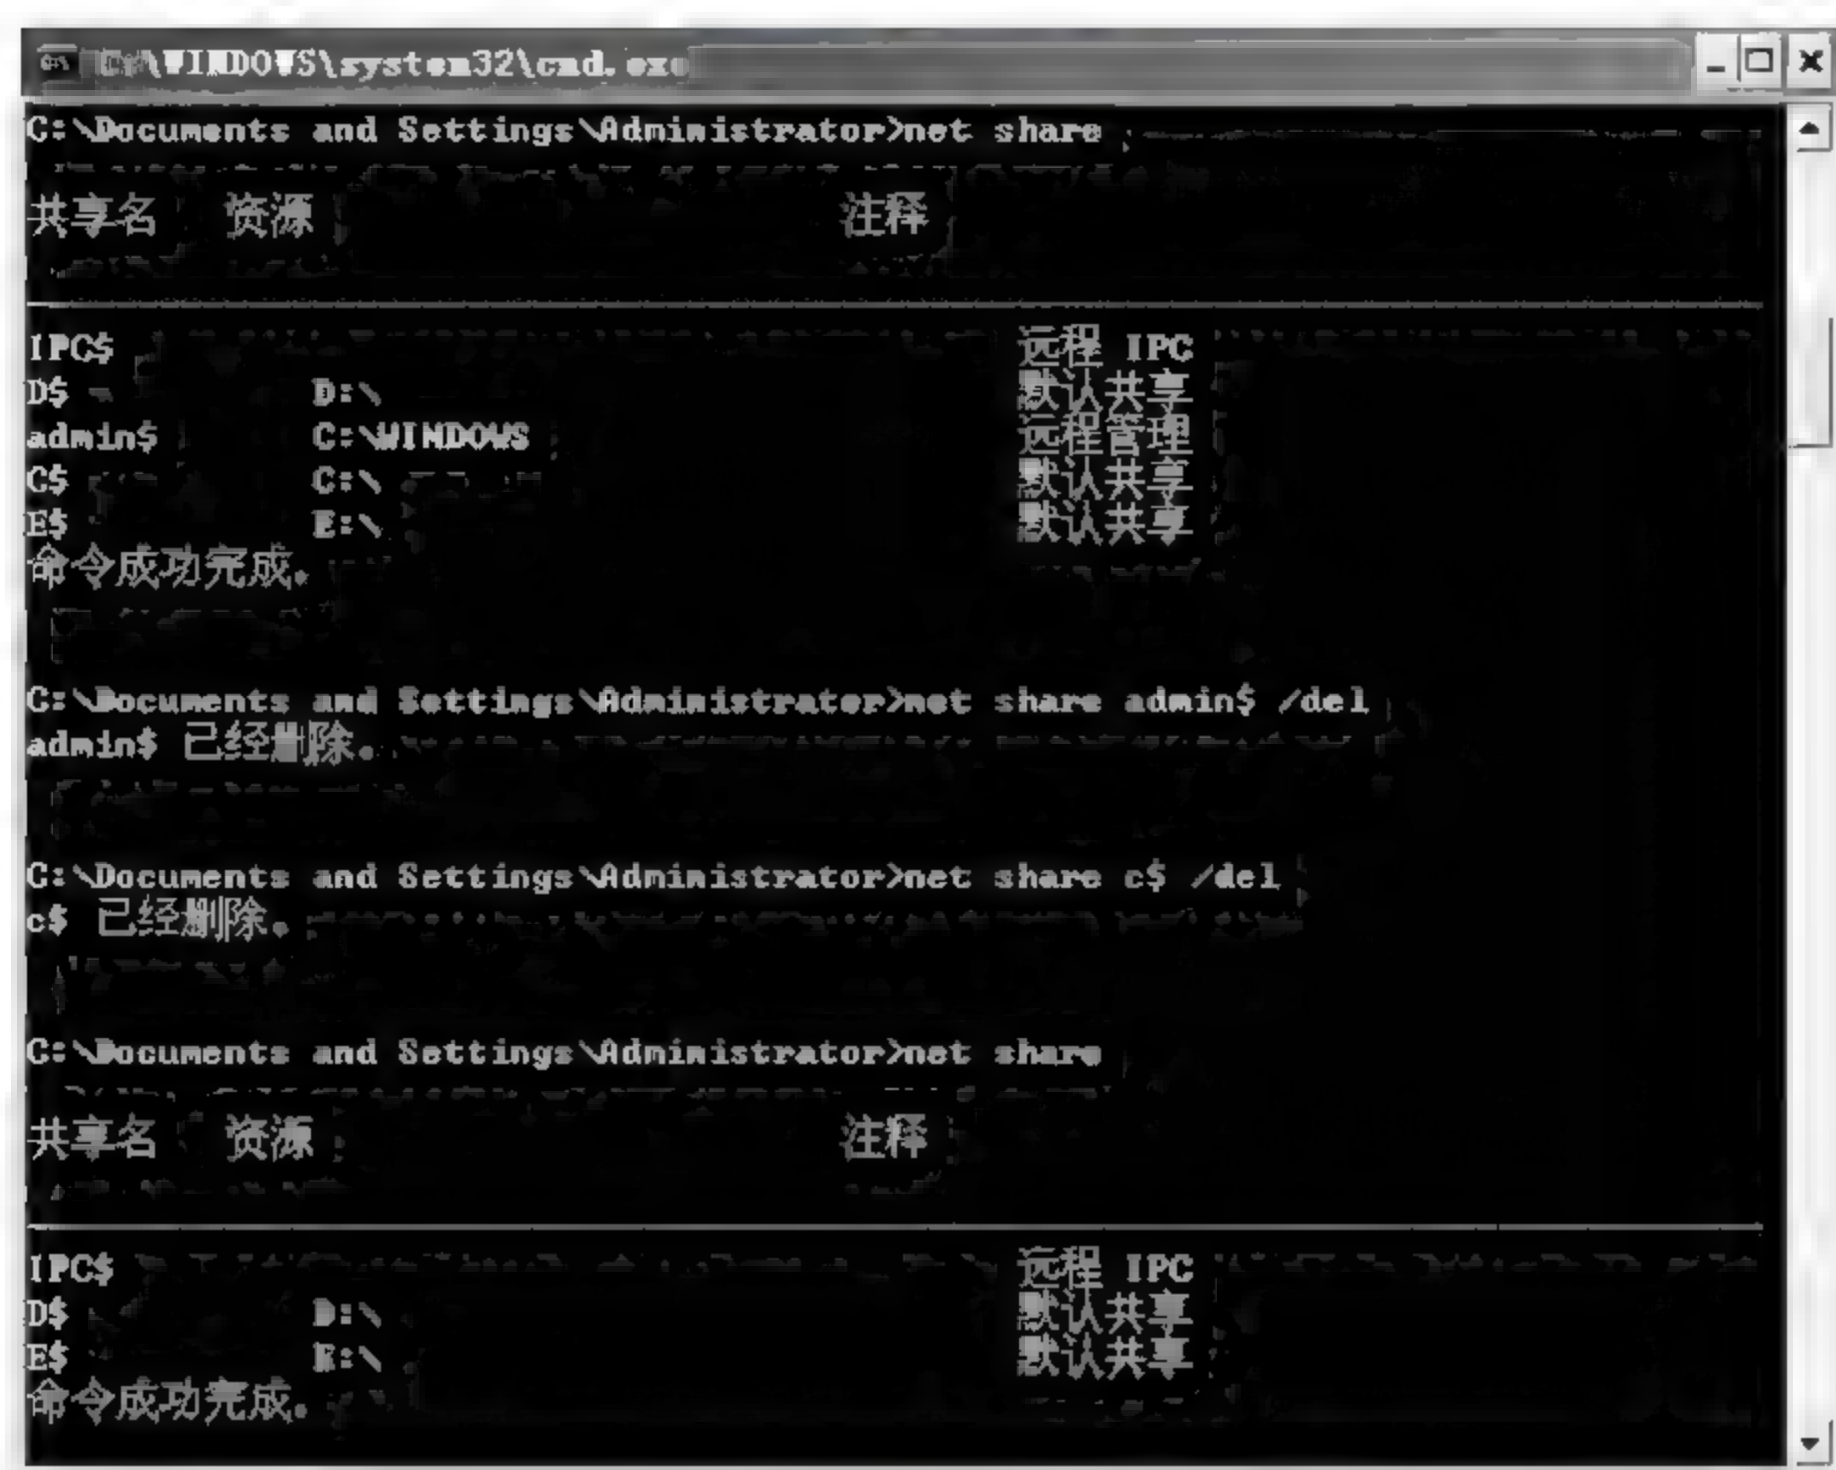 C:\WINDOWS\system32\cmd.exe
C:\Documents and Settings\Administrator>net share
共享名 资源 注释
IPC$ 远程 IPC
D$ D:\ 默认共享
admin$ C:\WINDOWS 远程管理
C$ C:\ 默认共享
E$ E:\ 默认共享
命令成功完成。
C:\Documents and Settings\Administrator>net share admin$ /del
admin$ 已经删除。
C:\Documents and Settings\Administrator>net share c$ /del
c$ 已经删除。
C:\Documents and Settings\Administrator>net share
共享名 资源 注释
IPC$ 远程 IPC
D$ D:\ 默认共享
E$ E:\ 默认共享
命令成功完成。